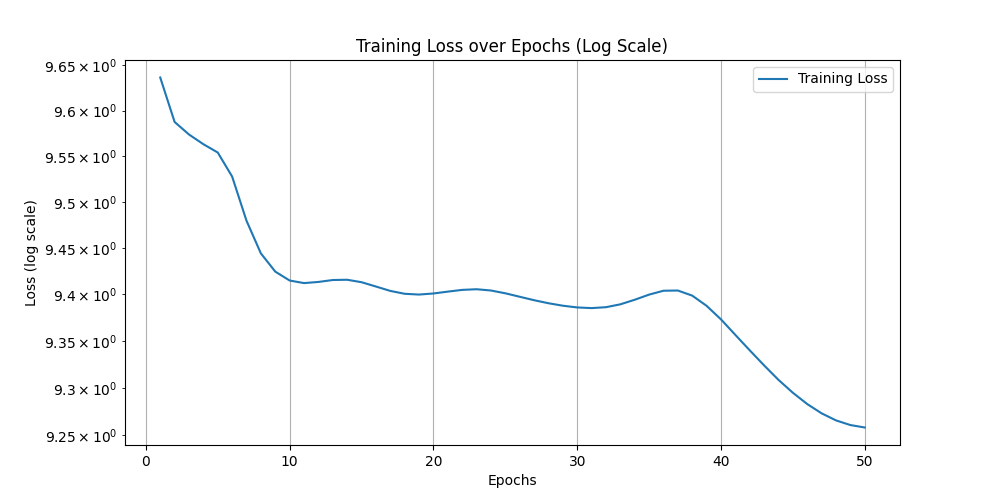 Training Loss over Epochs (Log Scale)
Training Loss
Loss (log scale)
9.65 × 10⁰
9.6 × 10⁰
9.55 × 10⁰
9.5 × 10⁰
9.45 × 10⁰
9.4 × 10⁰
9.35 × 10⁰
9.3 × 10⁰
9.25 × 10⁰
0 10 20 30 40 50
Epochs